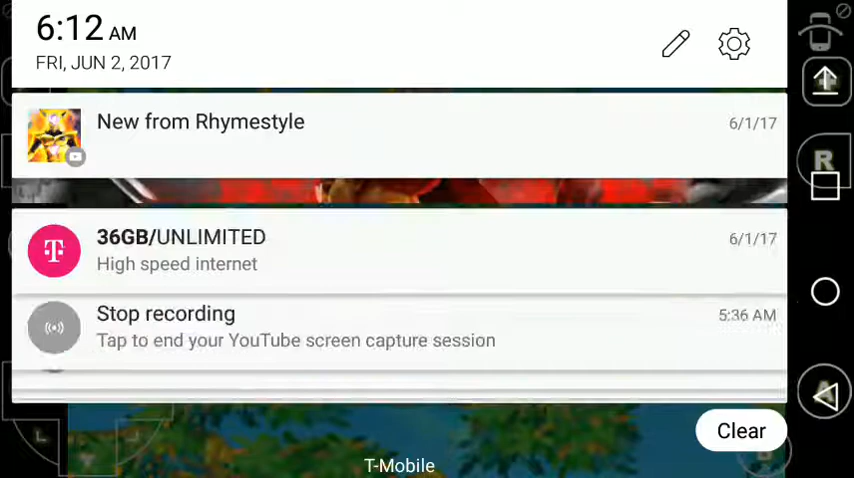 6:12 AM
FRI, JUN 2, 2017
New from Rhymestyle
6/1/17
36GB/UNLIMITED
6/1/17
High speed internet
Stop recording
5:36 AM
Tap to end your YouTube screen capture session
Clear
T-Mobile
R
A
B
L